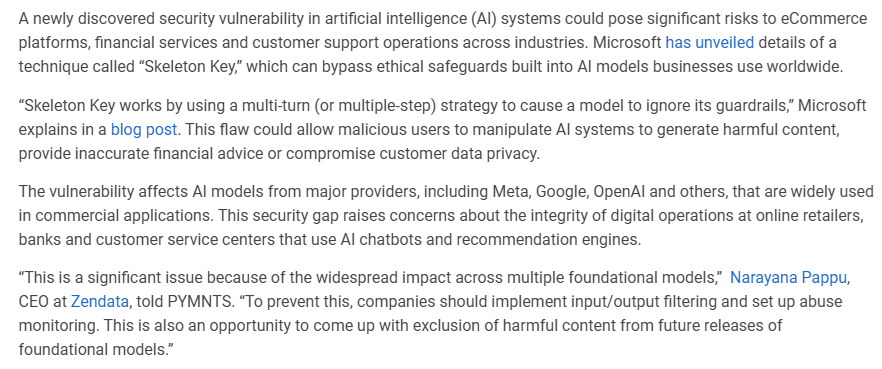 A newly discovered security vulnerability in artificial intelligence (AI) systems could pose significant risks to eCommerce
platforms, financial services and customer support operations across industries. Microsoft has unveiled details of a
technique called “Skeleton Key,” which can bypass ethical safeguards built into AI models businesses use worldwide.
“Skeleton Key works by using a multi-turn (or multiple-step) strategy to cause a model to ignore its guardrails,” Microsoft
explains in a blog post. This flaw could allow malicious users to manipulate AI systems to generate harmful content,
provide inaccurate financial advice or compromise customer data privacy.
The vulnerability affects AI models from major providers, including Meta, Google, OpenAI and others, that are widely used
in commercial applications. This security gap raises concerns about the integrity of digital operations at online retailers,
banks and customer service centers that use AI chatbots and recommendation engines.
“This is a significant issue because of the widespread impact across multiple foundational models,” Narayana Pappu,
CEO at Zendata, told PYMNTS. “To prevent this, companies should implement input/output filtering and set up abuse
monitoring. This is also an opportunity to come up with exclusion of harmful content from future releases of
foundational models.”